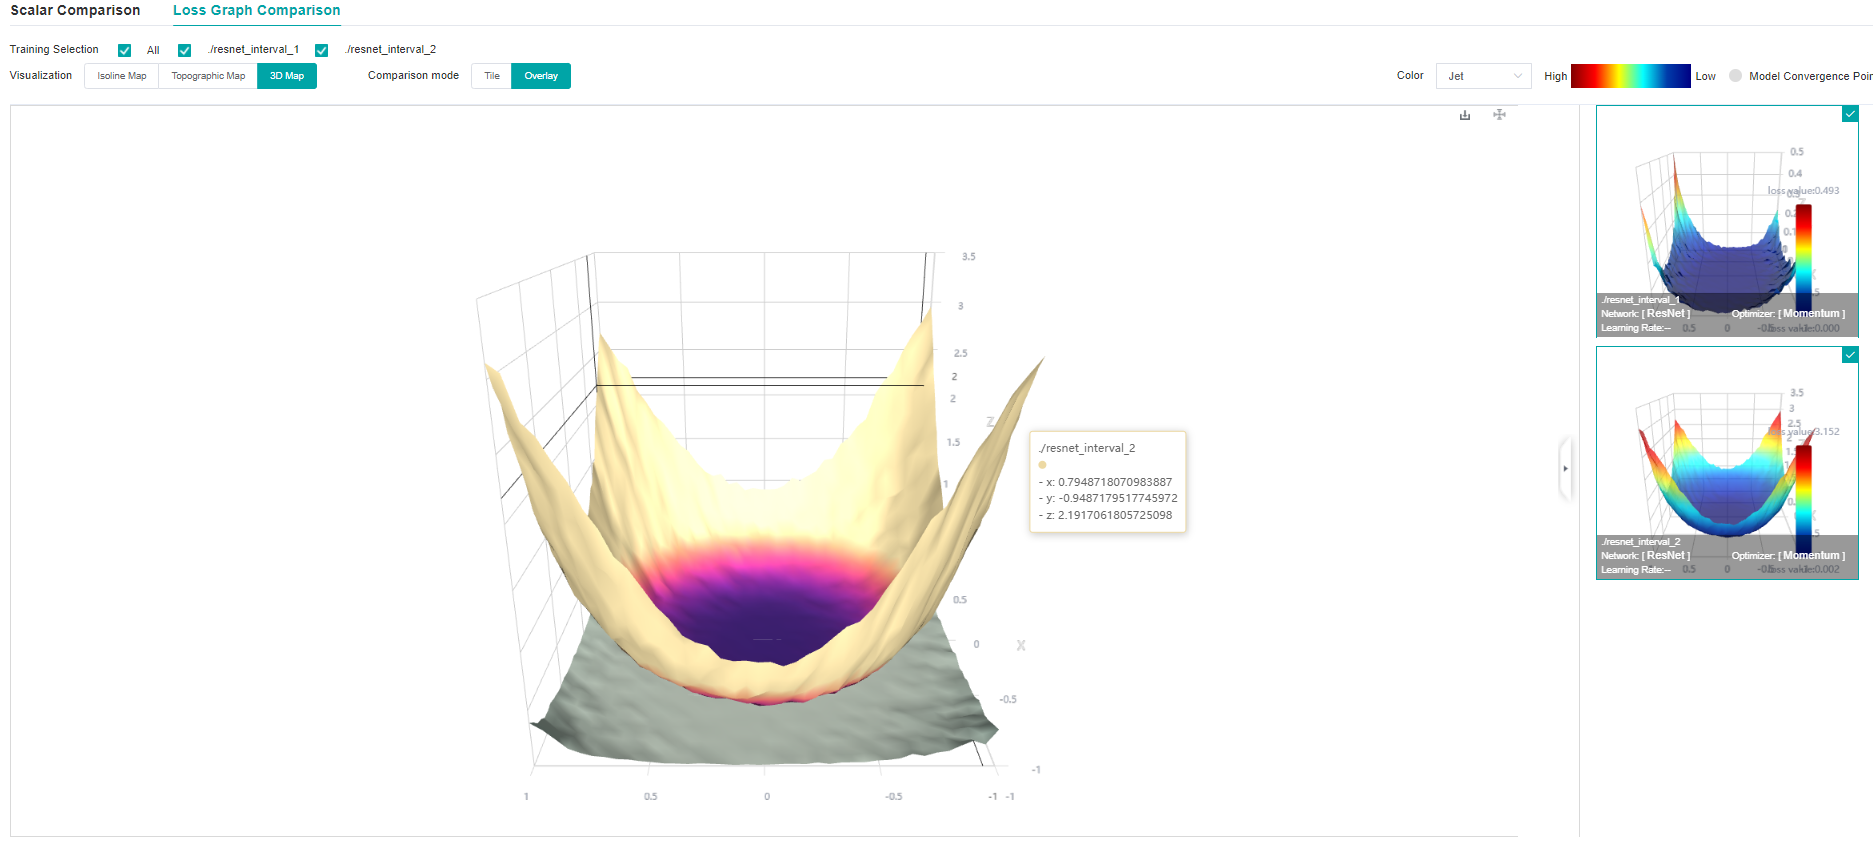 Scalar Comparison Loss Graph Comparison
Training Selection All ./resnet_interval_1 ./resnet_interval_2
Visualization Isoline Map Topographic Map 3D Map Comparison mode Tile Overlay Color Jet High Low Model Convergence Poin
3.5
3
2.5
2
2
Z
1.5
1
0.5
0 X
-0.5
-1
1 0.5 0 -0.5 -1 -1
./resnet_interval_2
- x: 0.7948718070983887
- y: -0.9487179517745972
- z: 2.1917061805725098
0.5
0.4
loss value:0.493
./resnet_interval_1
Network: [ ResNet ] Optimizer: [ Momentum ]
Learning Rate:-- 0.5 0 loss value:0.000
3.5
3
2.5
loss value:3.152
./resnet_interval_2
Network: [ ResNet ] Optimizer: [ Momentum ]
Learning Rate:-- 0.5 0 loss value:0.002